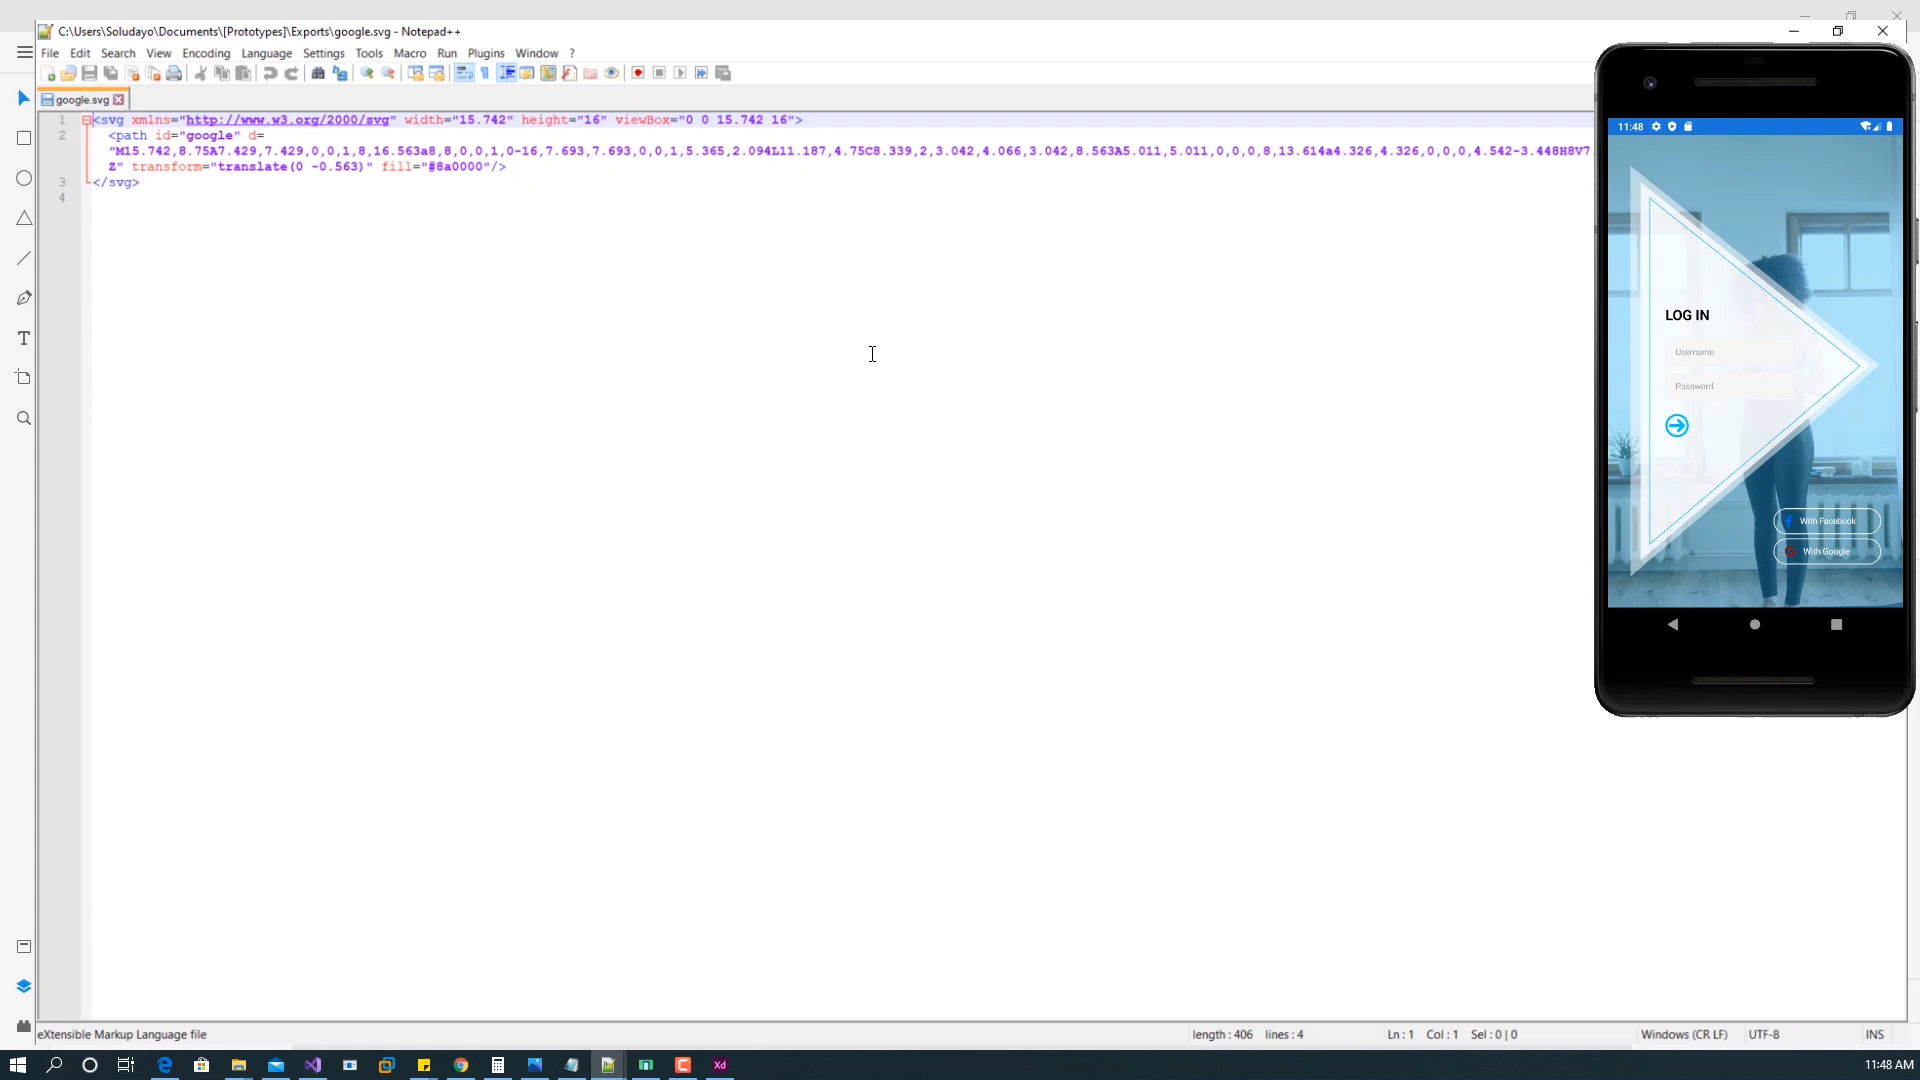 C:\Users\Soludayo\Documents\[Prototypes]\Exports\google.svg - Notepad++
File Edit Search View Encoding Language Settings Tools Macro Run Plugins Window ?
google.svg
1 <svg xmlns="http://www.w3.org/2000/svg" width="15.742" height="16" viewBox="0 0 15.742 16">
2 <path id="google" d=
"M15.742,8.75A7.429,7.429,0,0,1,8,16.563a8,8,0,0,1,0-16,7.693,7.693,0,0,1,5.365,2.094L11.187,4.75C8.339,2,3.042,4.066,3.042,8.563A5.011,5.011,0,0,0,8,13.614a4.326,4.326,0,0,0,4.542-3.448H8V7.
Z" transform="translate(0 -0.563)" fill="#8a0000"/>
3 </svg>
4
11:48
LOG IN
Username
Password
With Facebook
With Google
eXtensible Markup Language file
length : 406 lines : 4
Ln : 1 Col : 1 Sel : 0 | 0
Windows (CR LF)
UTF-8
INS
Xd
11:48 AM